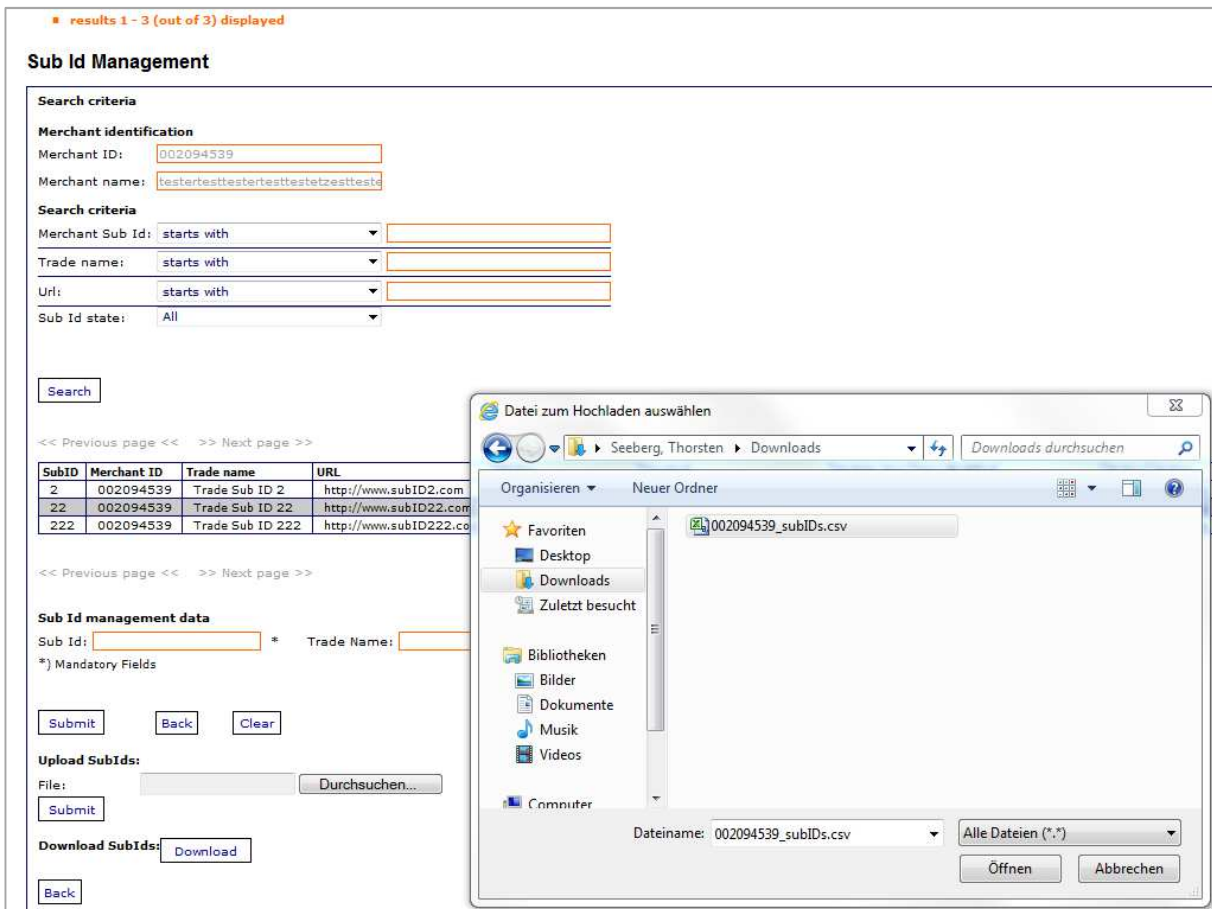 results 1 - 3 (out of 3) displayed
Sub Id Management
Search criteria
Merchant identification
Merchant ID: 002094539
Merchant name: testertesttestertesttestetzestteste
Search criteria
Merchant Sub Id: starts with
Trade name: starts with
Url: starts with
Sub Id state: All
Search
<< Previous page << >> Next page >>
SubID Merchant ID Trade name URL
2 002094539 Trade Sub ID 2 http://www.subID2.com
22 002094539 Trade Sub ID 22 http://www.subID22.com
222 002094539 Trade Sub ID 222 http://www.subID222.co
<< Previous page << >> Next page >>
Sub Id management data
Sub Id: * Trade Name:
*) Mandatory Fields
Submit Back Clear
Upload SubIds:
File: Durchsuchen...
Submit
Download SubIds: Download
Back
Datei zum Hochladen auswählen
Seeberg, Thorsten Downloads Downloads durchsuchen
Organisieren Neuer Ordner
Favoriten
Desktop
Downloads
Zuletzt besucht
Bibliotheken
Bilder
Dokumente
Musik
Videos
Computer
002094539_subIDs.csv
Dateiname: 002094539_subIDs.csv Alle Dateien (*.*)
Öffnen Abbrechen